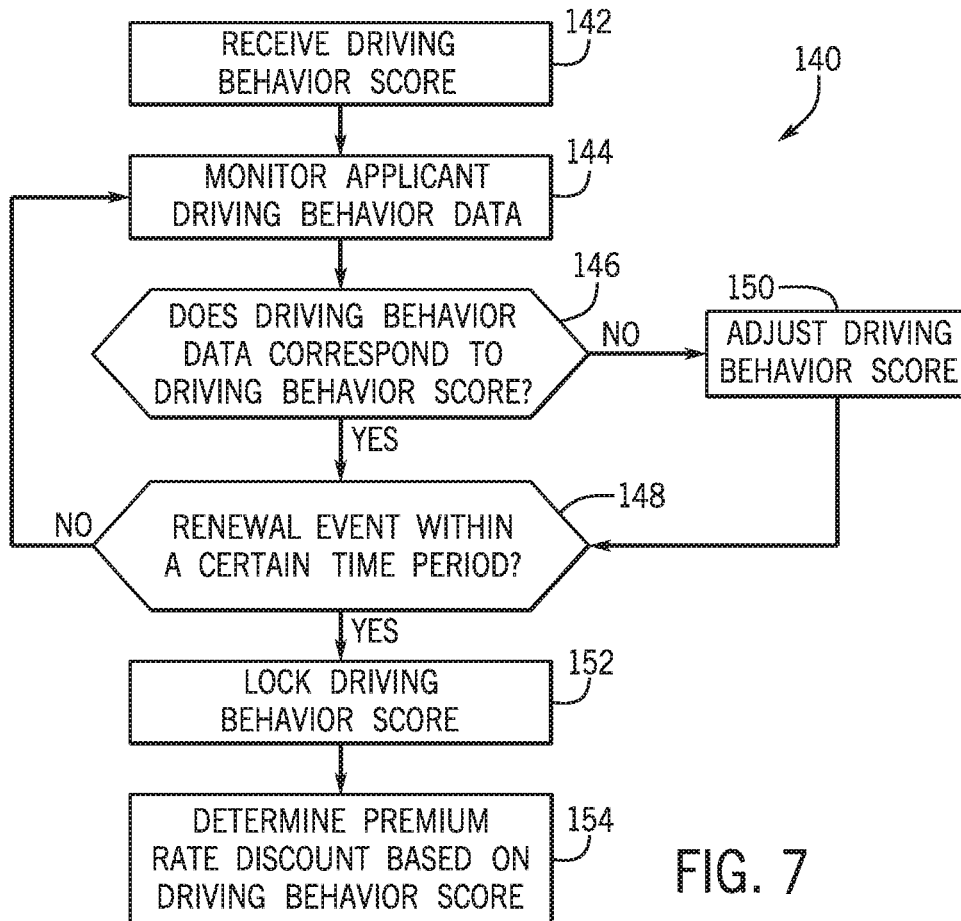 RECEIVE DRIVING
BEHAVIOR SCORE
142
140
MONITOR APPLICANT
DRIVING BEHAVIOR DATA
144
DOES DRIVING BEHAVIOR
DATA CORRESPOND TO
DRIVING BEHAVIOR SCORE?
146
NO
150
ADJUST DRIVING
BEHAVIOR SCORE
YES
RENEWAL EVENT WITHIN
A CERTAIN TIME PERIOD?
148
NO
YES
LOCK DRIVING
BEHAVIOR SCORE
152
DETERMINE PREMIUM
RATE DISCOUNT BASED ON
DRIVING BEHAVIOR SCORE
154
FIG. 7